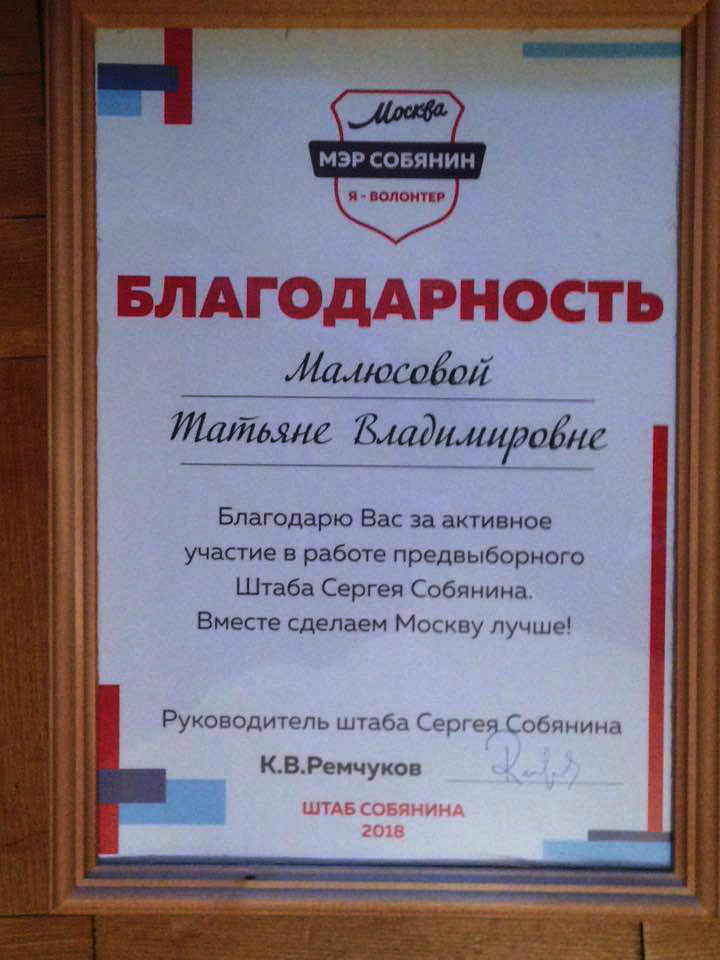 Москва
МЭР СОБЯНИН
Я - ВОЛОНТЕР
БЛАГОДАРНОСТЬ
Малюсовой
Татьяне Владимировне
Благодарю Вас за активное
участие в работе предвыборного
Штаба Сергея Собянина.
Вместе сделаем Москву лучше!
Руководитель штаба Сергея Собянина
К.В.Ремчуков
ШТАБ СОБЯНИНА
2018